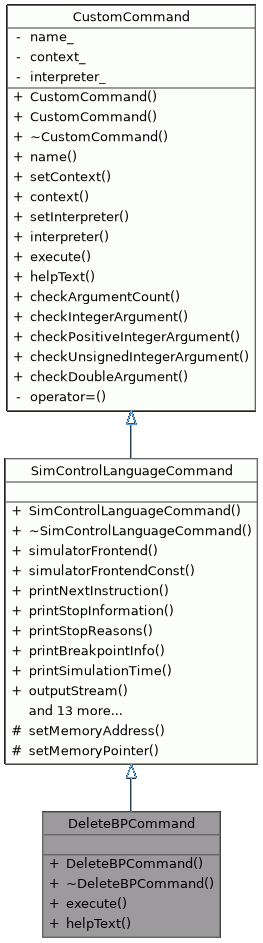 CustomCommand
- name_
- context_
- interpreter_
+ CustomCommand()
+ CustomCommand()
+ ~CustomCommand()
+ name()
+ setContext()
+ context()
+ setInterpreter()
+ interpreter()
+ execute()
+ helpText()
+ checkArgumentCount()
+ checkIntegerArgument()
+ checkPositiveIntegerArgument()
+ checkUnsignedIntegerArgument()
+ checkDoubleArgument()
- operator=()
SimControlLanguageCommand
+ SimControlLanguageCommand()
+ ~SimControlLanguageCommand()
+ simulatorFrontend()
+ simulatorFrontendConst()
+ printNextInstruction()
+ printStopInformation()
+ printStopReasons()
+ printBreakpointInfo()
+ printSimulationTime()
+ outputStream()
and 13 more...
# setMemoryAddress()
# setMemoryPointer()
DeleteBPCommand
+ DeleteBPCommand()
+ ~DeleteBPCommand()
+ execute()
+ helpText()